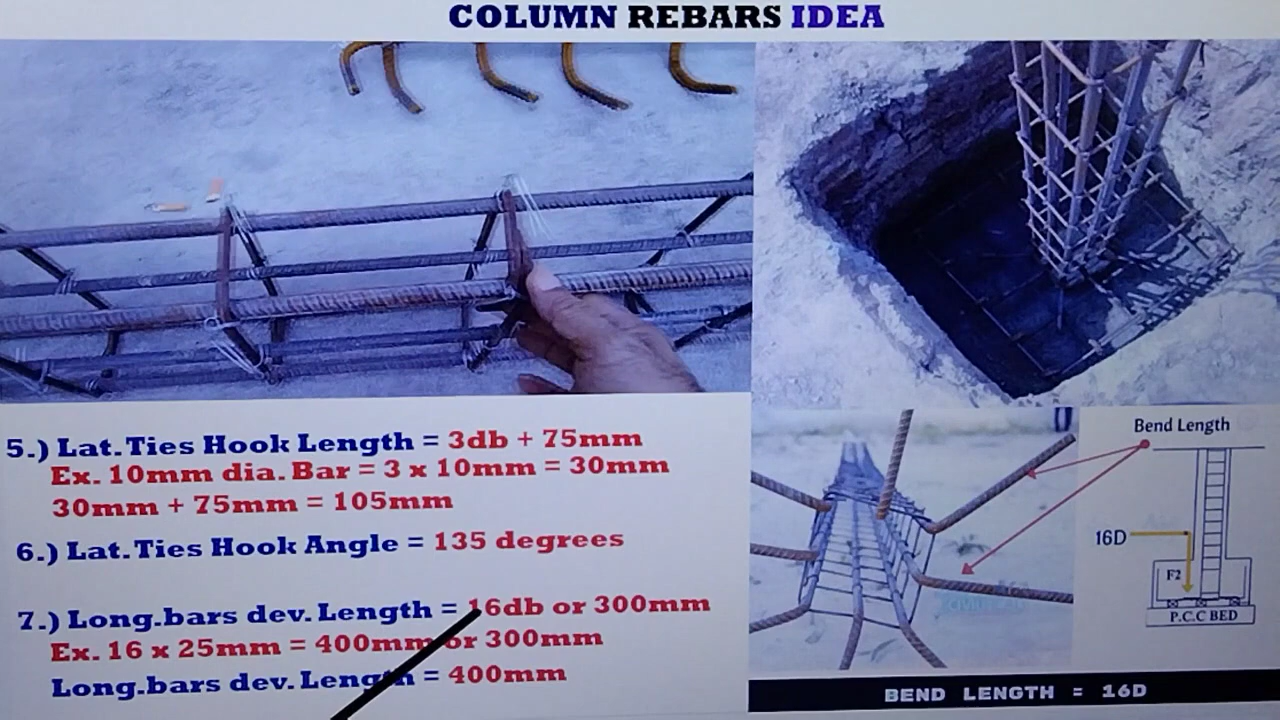 COLUMN REBARS IDEA
5.) Lat.Ties Hook Length = 3db + 75mm
Ex. 10mm dia. Bar = 3 x 10mm = 30mm
30mm + 75mm = 105mm
6.) Lat.Ties Hook Angle = 135 degrees
7.) Long.bars dev.Length = 16db or 300mm
Ex. 16 x 25mm = 400mm or 300mm
Long.bars dev.Length = 400mm
Bend Length
16D
F2
P.C.C BED
BEND LENGTH = 16D